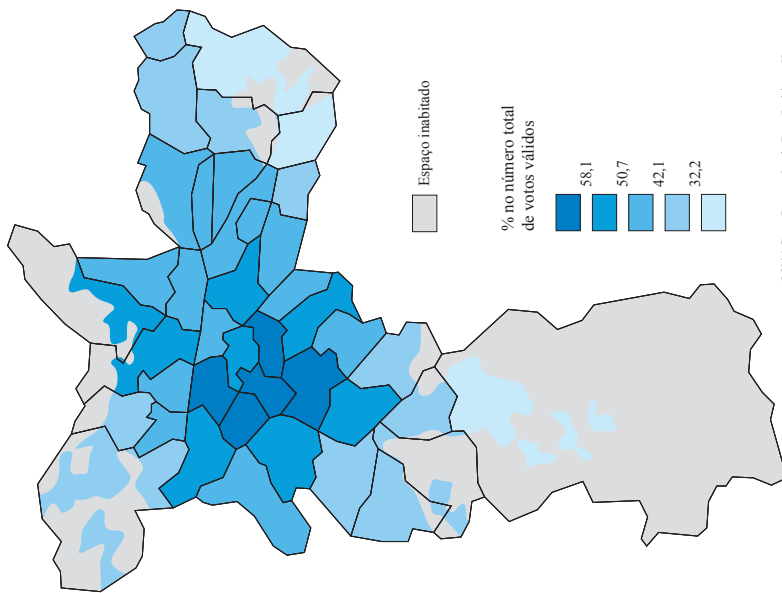 Espaço inabitado
% no número total
de votos válidos
58,1
50,7
42,1
32,2